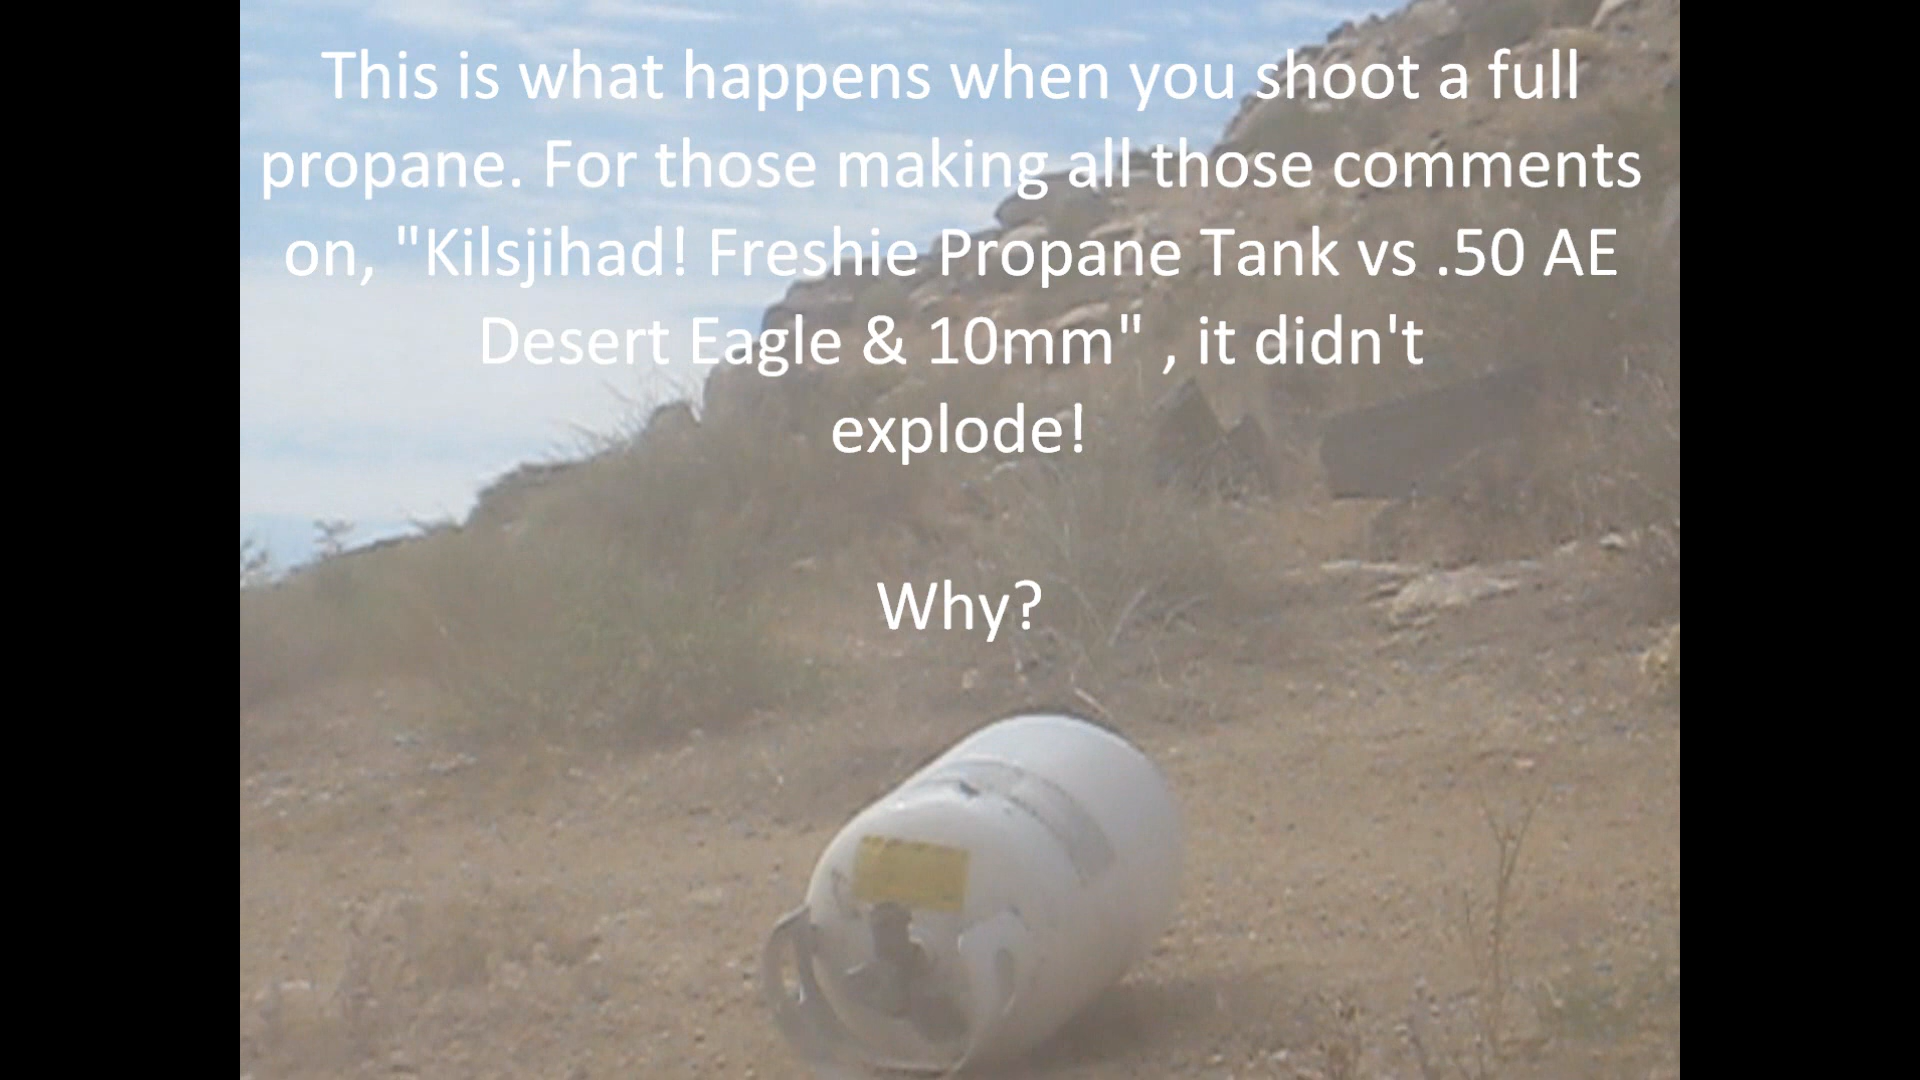 This is what happens when you shoot a full
propane. For those making all those comments
on, "Kilsjihad! Freshie Propane Tank vs .50 AE
Desert Eagle & 10mm" , it didn't
explode!
Why?